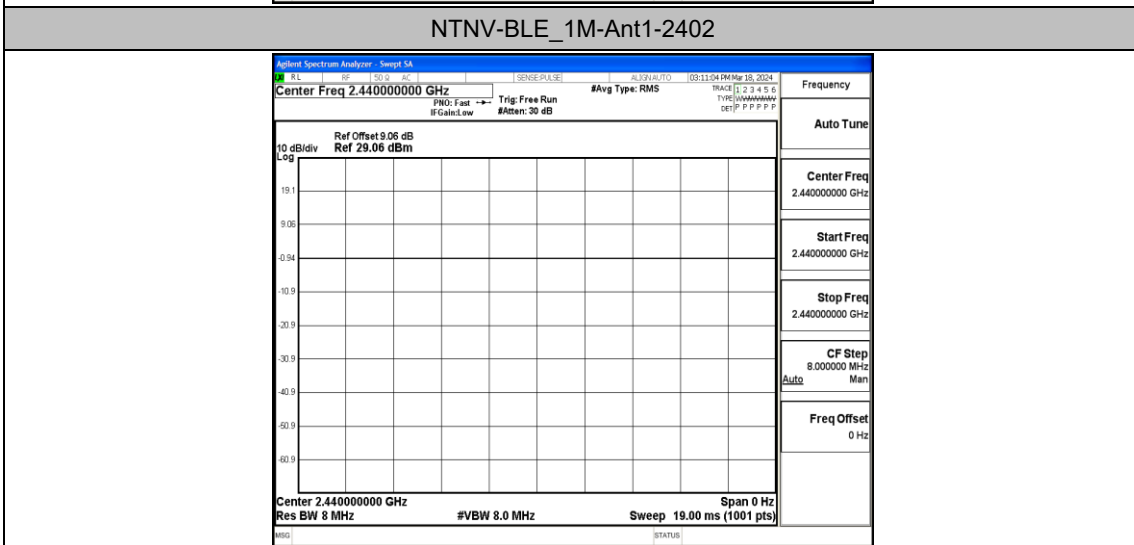 NTNV-BLE_1M-Ant1-2402
Agilent Spectrum Analyzer - Swept SA
RL RF 50 Ω AC SENSE:PULSE ALIGN AUTO 03:11:04 PM Mar 18, 2024
Center Freq 2.440000000 GHz
#Avg Type: RMS
TRACE 1 2 3 4 5 6
PNO: Fast Trig: Free Run
TYPE WWWWWW
IFGain:Low #Atten: 30 dB
DET P P P P P P
Ref Offset 9.06 dB
10 dB/div Ref 29.06 dBm
Log
19.1
9.06
-0.94
-10.9
-20.9
-30.9
-40.9
-50.9
-60.9
Center 2.440000000 GHz Span 0 Hz
Res BW 8 MHz #VBW 8.0 MHz Sweep 19.00 ms (1001 pts)
MSG STATUS
Frequency
Auto Tune
Center Freq
2.440000000 GHz
Start Freq
2.440000000 GHz
Stop Freq
2.440000000 GHz
CF Step
8.000000 MHz
Auto Man
Freq Offset
0 Hz